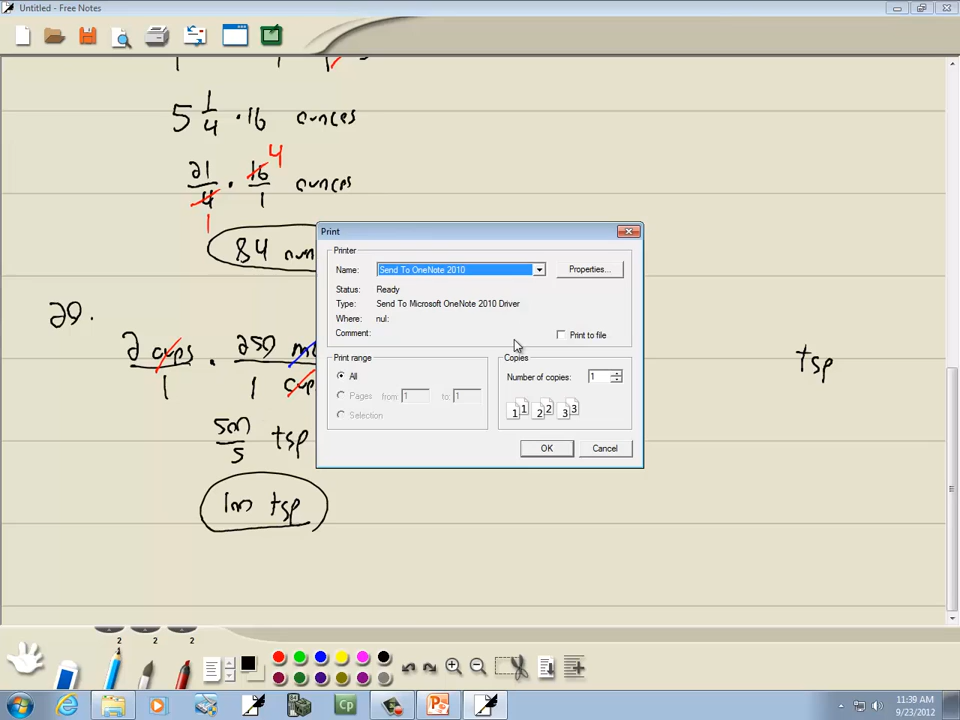 Untitled - Free Notes
5 1/4 · 16 ounces
4
21/4 · 16/1 ounces
1
84
Print
Printer
Name: Send To OneNote 2010 Properties...
Status: Ready
Type: Send To Microsoft OneNote 2010 Driver
Where: nul:
Comment:
Print to file
Print range
All
Pages from 1 to: 1
Selection
Copies
Number of copies: 1
1 1 2 2 3 3
OK Cancel
20.
2 cups/1 · 250
1
tsp
500/5 tsp
100 tsp
2 2 2
Cp
11:39 AM
9/23/2012